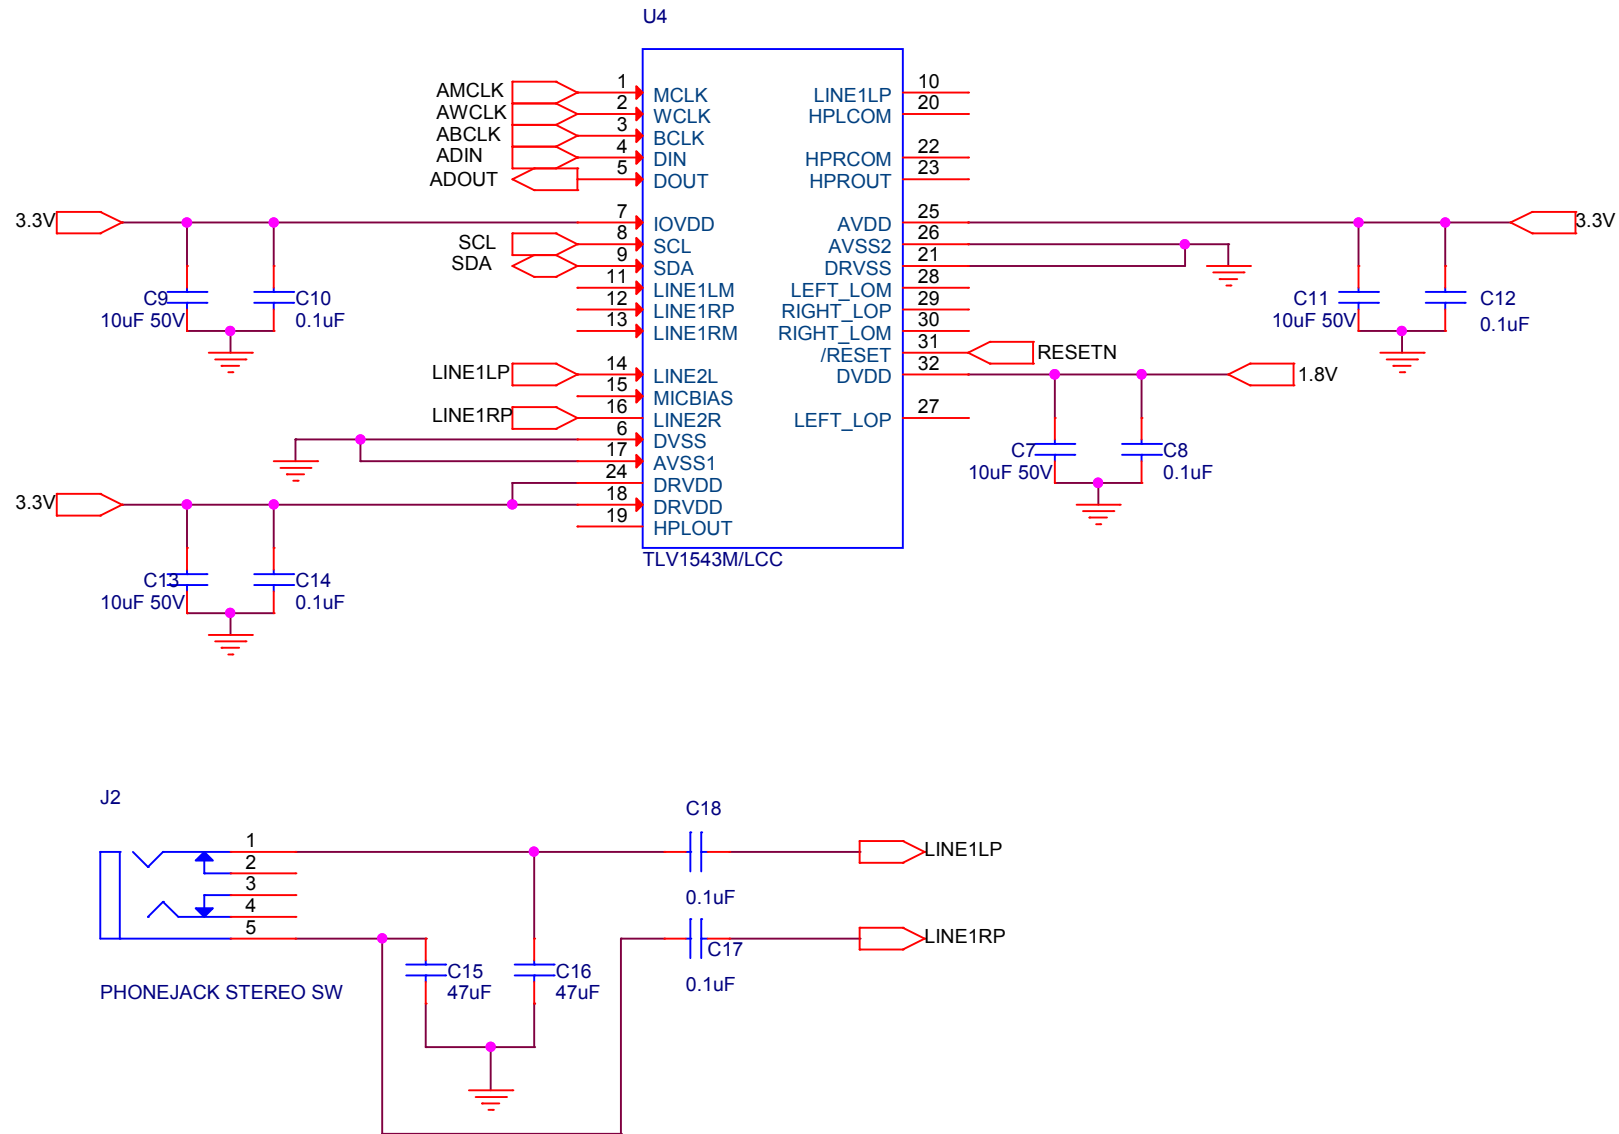 U4
AMCLK 1 MCLK LINE1LP 10
AWCLK 2 WCLK HPLCOM 20
ABCLK 3 BCLK
ADIN 4 DIN HPRCOM 22
ADOUT 5 DOUT HPROUT 23
3.3V 7 IOVDD AVDD 25 3.3V
SCL 8 SCL AVSS2 26
SDA 9 SDA DRVSS 21
11 LINE1LM LEFT_LOM 28
12 LINE1RP RIGHT_LOP 29
13 LINE1RM RIGHT_LOM 30
/RESET 31 RESETN
C9 C10 C11 C12
10uF 50V 0.1uF 10uF 50V 0.1uF
LINE1LP 14 LINE2L DVDD 32 1.8V
15 MICBIAS
LINE1RP 16 LINE2R LEFT_LOP 27
6 DVSS
17 AVSS1 C7 C8
24 DRVDD 10uF 50V 0.1uF
3.3V 18 DRVDD
19 HPLOUT
TLV1543M/LCC
C13 C14
10uF 50V 0.1uF
J2
C18
1
2
3
4
5
LINE1LP
0.1uF
LINE1RP
C17
0.1uF
C15 C16
47uF 47uF
PHONEJACK STEREO SW